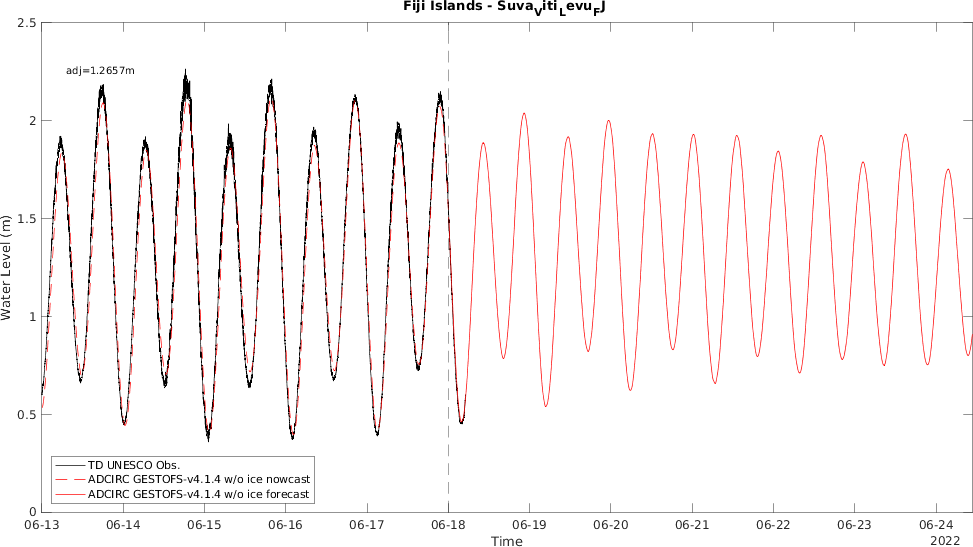 Fiji Islands - Suva_Viti_Levu_FJ
adj=1.2657m
2.5
2
1.5
1
0.5
0
Water Level (m)
TD UNESCO Obs.
ADCIRC GESTOFS-v4.1.4 w/o ice nowcast
ADCIRC GESTOFS-v4.1.4 w/o ice forecast
06-13 06-14 06-15 06-16 06-17 06-18 06-19 06-20 06-21 06-22 06-23 06-24
Time
2022